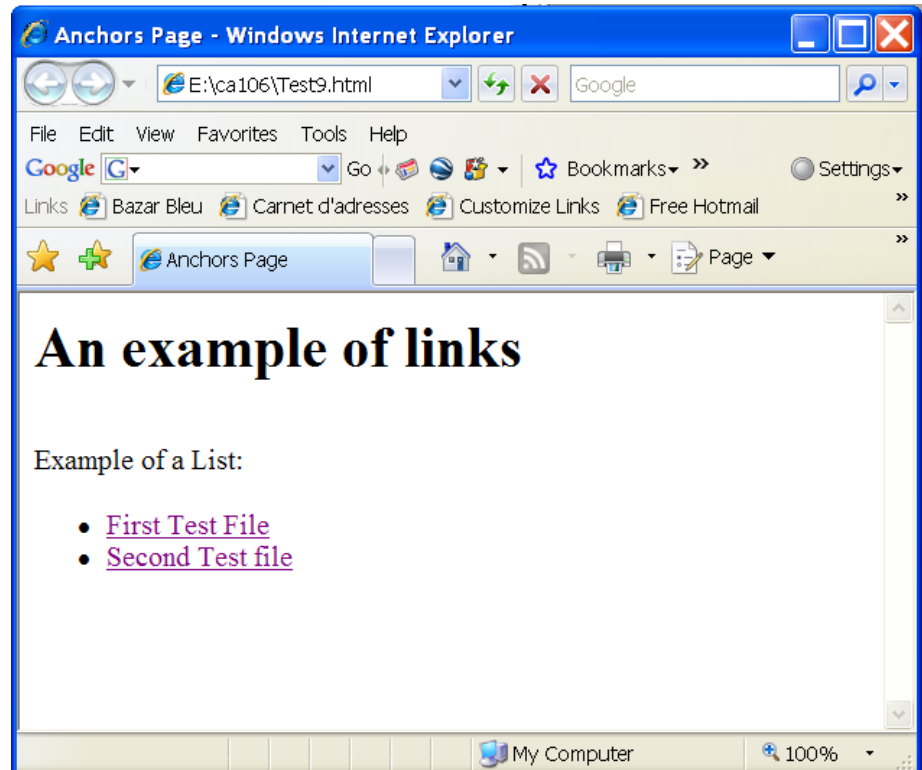 Anchors Page - Windows Internet Explorer
E:\ca106\Test9.html Google
File Edit View Favorites Tools Help
Google G Go Bookmarks Settings
Links Bazar Bleu Carnet d'adresses Customize Links Free Hotmail
Anchors Page Page
An example of links
Example of a List:
First Test File
Second Test file
My Computer 100%